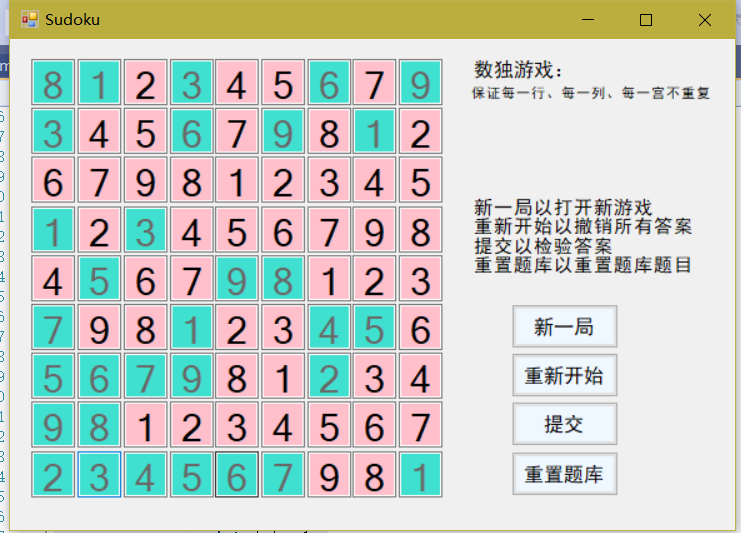 Sudoku
8 1 2 3 4 5 6 7 9
3 4 5 6 7 9 8 1 2
6 7 9 8 1 2 3 4 5
1 2 3 4 5 6 7 9 8
4 5 6 7 9 8 1 2 3
7 9 8 1 2 3 4 5 6
5 6 7 9 8 1 2 3 4
9 8 1 2 3 4 5 6 7
2 3 4 5 6 7 9 8 1
数独游戏：
保证每一行、每一列、每一宫不重复
新一局以打开新游戏
重新开始以撤销所有答案
提交以检验答案
重置题库以重置题库题目
新一局
重新开始
提交
重置题库